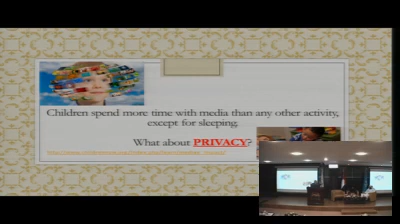 Children spend more time with media than any other activity,
except for sleeping.
What about PRIVACY?